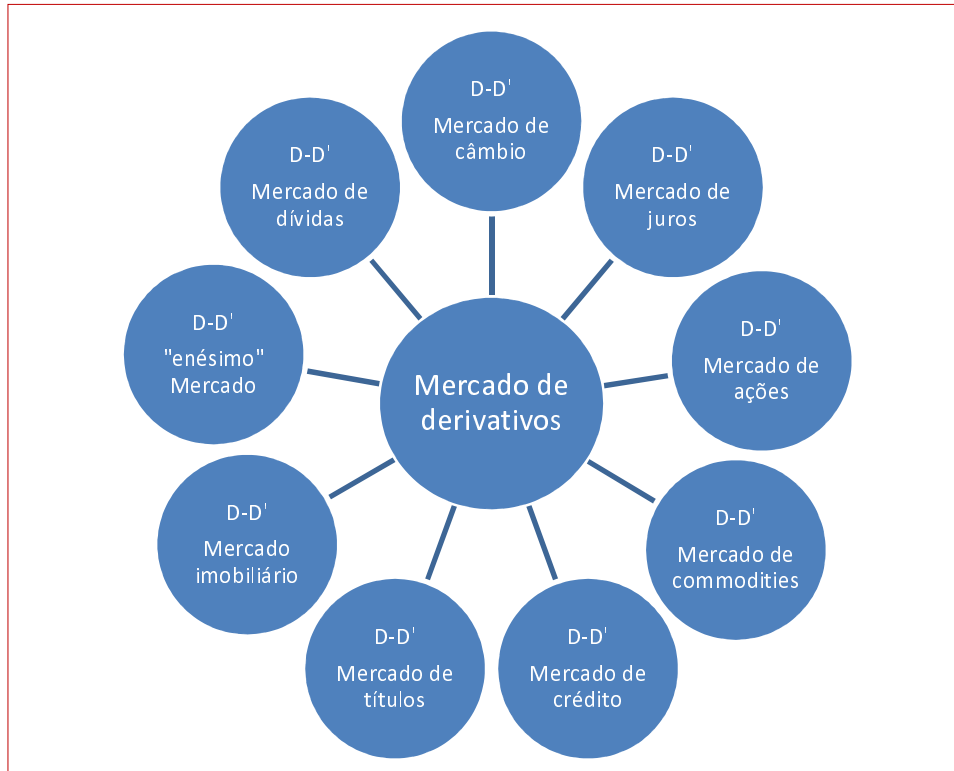 D-D'
Mercado de
câmbio
D-D'
Mercado de
juros
D-D'
Mercado de
ações
D-D'
Mercado de
commodities
D-D'
Mercado de
crédito
D-D'
Mercado de
títulos
D-D'
Mercado
imobiliário
D-D'
"enésimo"
Mercado
D-D'
Mercado de
dívidas
Mercado de
derivativos